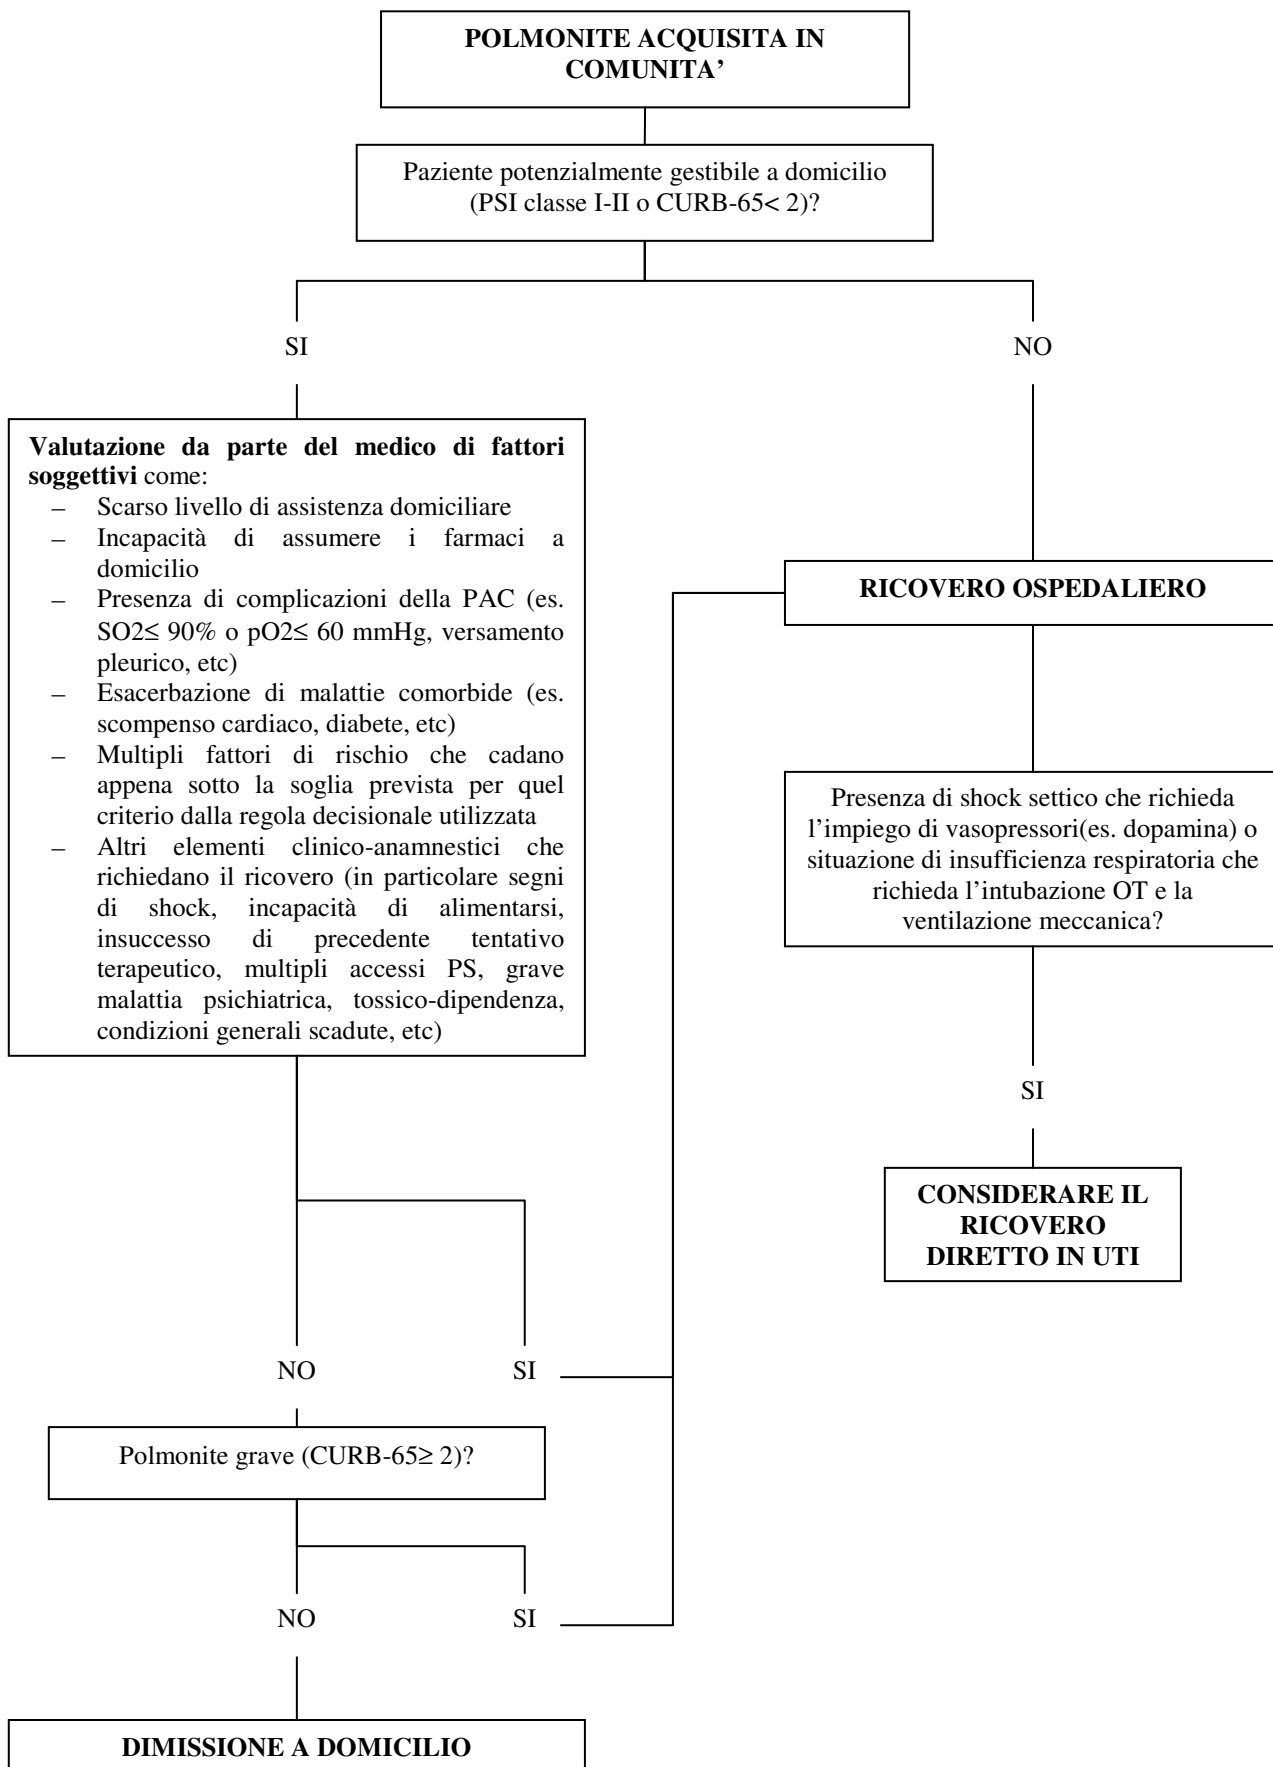 POLMONITE ACQUISITA IN
COMUNITA’
Paziente potenzialmente gestibile a domicilio
(PSI classe I-II o CURB-65< 2)?
SI
NO
Valutazione da parte del medico di fattori
soggettivi come:
– Scarso livello di assistenza domiciliare
– Incapacità di assumere i farmaci a
domicilio
– Presenza di complicazioni della PAC (es.
SO2≤ 90% o pO2≤ 60 mmHg, versamento
pleurico, etc)
– Esacerbazione di malattie comorbide (es.
scompenso cardiaco, diabete, etc)
– Multipli fattori di rischio che cadano
appena sotto la soglia prevista per quel
criterio dalla regola decisionale utilizzata
– Altri elementi clinico-anamnestici che
richiedano il ricovero (in particolare segni
di shock, incapacità di alimentarsi,
insuccesso di precedente tentativo
terapeutico, multipli accessi PS, grave
malattia psichiatrica, tossico-dipendenza,
condizioni generali scadute, etc)
RICOVERO OSPEDALIERO
Presenza di shock settico che richieda
l’impiego di vasopressori(es. dopamina) o
situazione di insufficienza respiratoria che
richieda l’intubazione OT e la
ventilazione meccanica?
SI
CONSIDERARE IL
RICOVERO
DIRETTO IN UTI
NO
SI
Polmonite grave (CURB-65≥ 2)?
NO
SI
DIMISSIONE A DOMICILIO